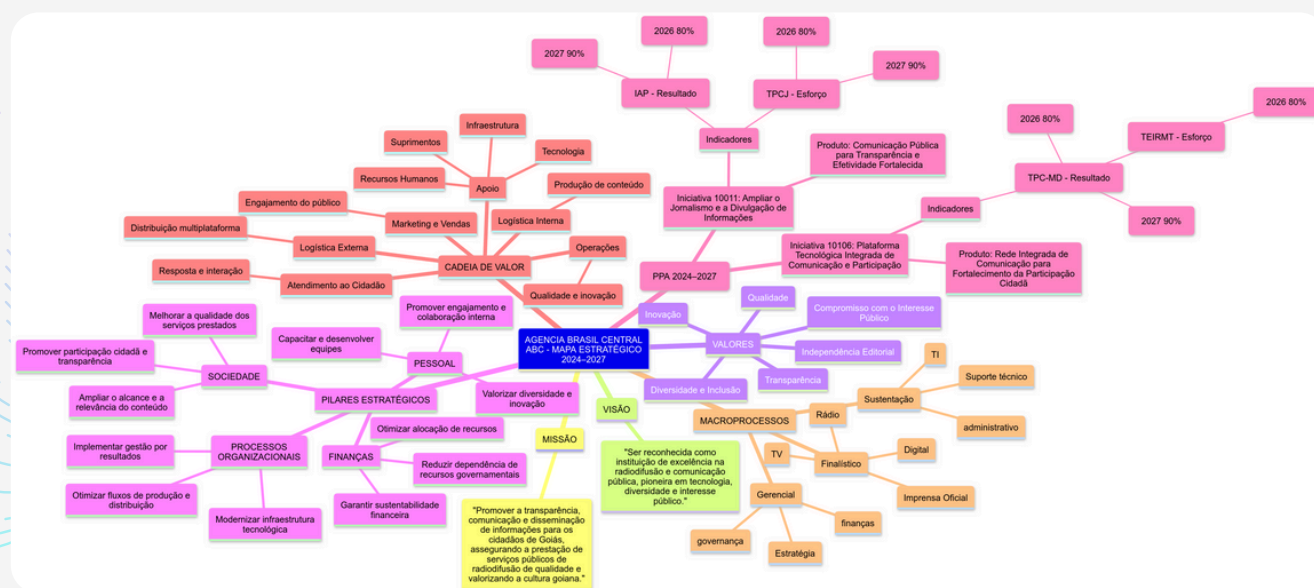 2026 80%
2027 90%
IAP - Resultado
2026 80%
2027 90%
TPCJ - Esforço
Indicadores
Produto: Comunicação Pública
para Transparência e
Efetividade Fortalecida
Iniciativa 10011: Ampliar o
Jornalismo e a Divulgação de
Informações
2026 80%
2026 80%
TEIRMT - Esforço
TPC-MD - Resultado
2027 90%
Indicadores
Iniciativa 10106: Plataforma
Tecnológica Integrada de
Comunicação e Participação
Produto: Rede Integrada de
Comunicação para
Fortalecimento da Participação
Cidadã
PPA 2024–2027
Infraestrutura
Suprimentos
Tecnologia
Recursos Humanos
Apoio
Produção de conteúdo
Engajamento do público
Marketing e Vendas
Logística Interna
Distribuição multiplataforma
Logística Externa
Operações
Resposta e interação
Atendimento ao Cidadão
CADEIA DE VALOR
Qualidade e inovação
AGENCIA BRASIL CENTRAL
ABC - MAPA ESTRATÉGICO
2024–2027
Inovação
Qualidade
Compromisso com o Interesse
Público
VALORES
Independência Editorial
Diversidade e Inclusão
Transparência
Melhorar a qualidade dos
serviços prestados
Promover participação cidadã e
transparência
SOCIEDADE
Ampliar o alcance e a
relevância do conteúdo
Promover engajamento e
colaboração interna
Capacitar e desenvolver
equipes
PESSOAL
Valorizar diversidade e
inovação
PILARES ESTRATÉGICOS
Implementar gestão por
resultados
PROCESSOS
ORGANIZACIONAIS
Otimizar fluxos de produção e
distribuição
Modernizar infraestrutura
tecnológica
FINANÇAS
Otimizar alocação de recursos
Reduzir dependência de
recursos governamentais
Garantir sustentabilidade
financeira
MISSÃO
"Promover a transparência,
comunicação e disseminação
de informações para os
cidadãos de Goiás,
assegurando a prestação de
serviços públicos de
radiodifusão de qualidade e
valorizando a cultura goiana."
VISÃO
"Ser reconhecida como
instituição de excelência na
radiodifusão e comunicação
pública, pioneira em tecnologia,
diversidade e interesse
público."
MACROPROCESSOS
TI
Suporte técnico
Sustentação
administrativo
Rádio
TV
Finalístico
Digital
Imprensa Oficial
Gerencial
finanças
governança
Estratégia